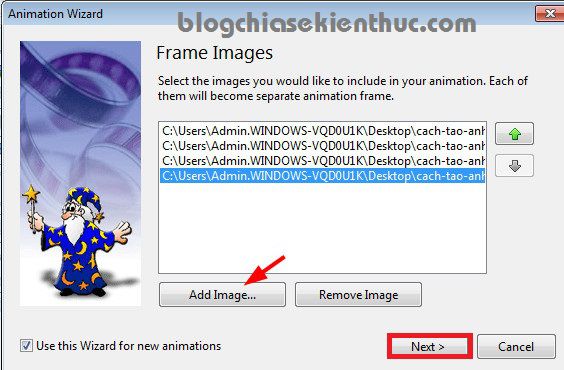 Animation Wizard
blogchiasekienthuc.com
Frame Images
Select the images you would like to include in your animation. Each of
them will become separate animation frame.
C:\Users\Admin.WINDOWS-VQD0U1K\Desktop\cach-tao-anh
C:\Users\Admin.WINDOWS-VQD0U1K\Desktop\cach-tao-anh
C:\Users\Admin.WINDOWS-VQD0U1K\Desktop\cach-tao-anh
C:\Users\Admin.WINDOWS-VQD0U1K\Desktop\cach-tao-anh
Add Image... Remove Image
Use this Wizard for new animations
Next > Cancel